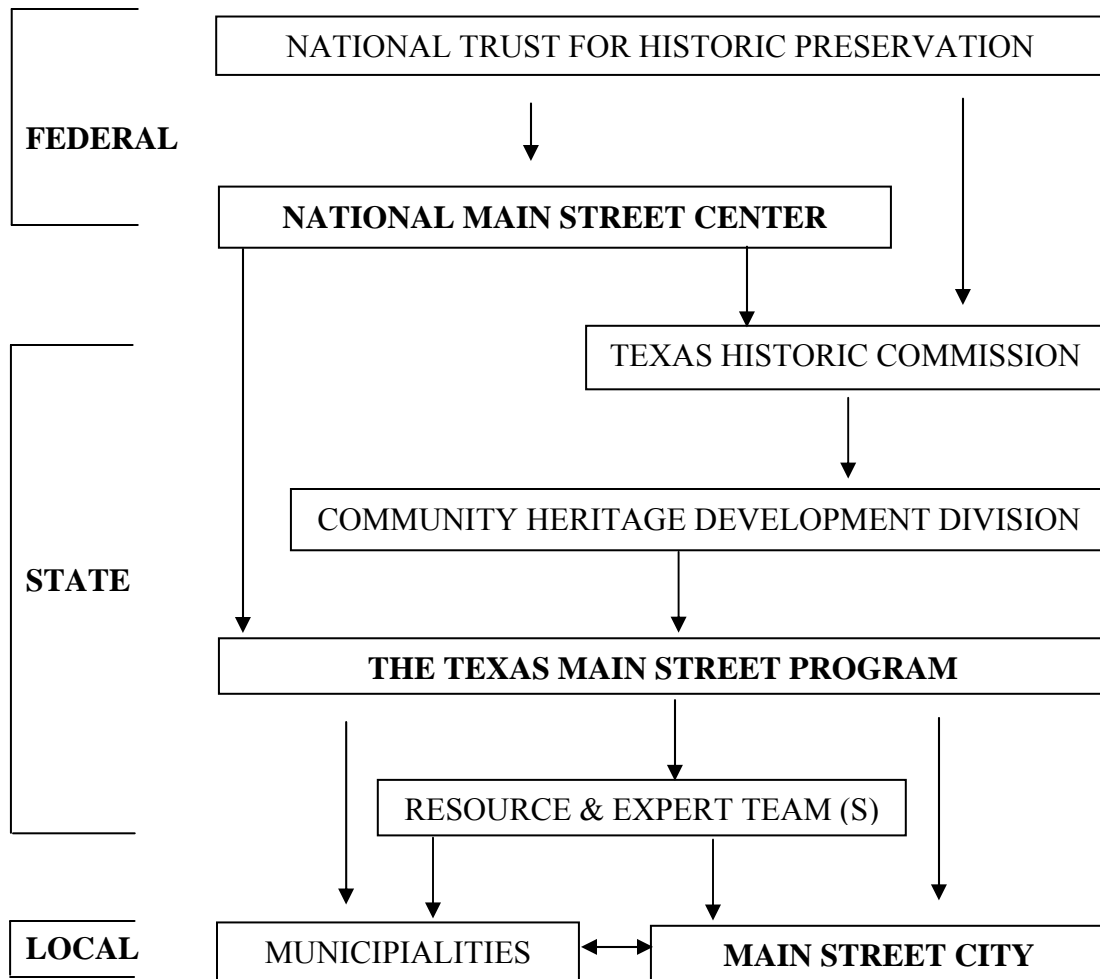 NATIONAL TRUST FOR HISTORIC PRESERVATION
FEDERAL
NATIONAL MAIN STREET CENTER
TEXAS HISTORIC COMMISSION
COMMUNITY HERITAGE DEVELOPMENT DIVISION
STATE
THE TEXAS MAIN STREET PROGRAM
RESOURCE & EXPERT TEAM (S)
LOCAL
MUNICIPIALITIES
MAIN STREET CITY